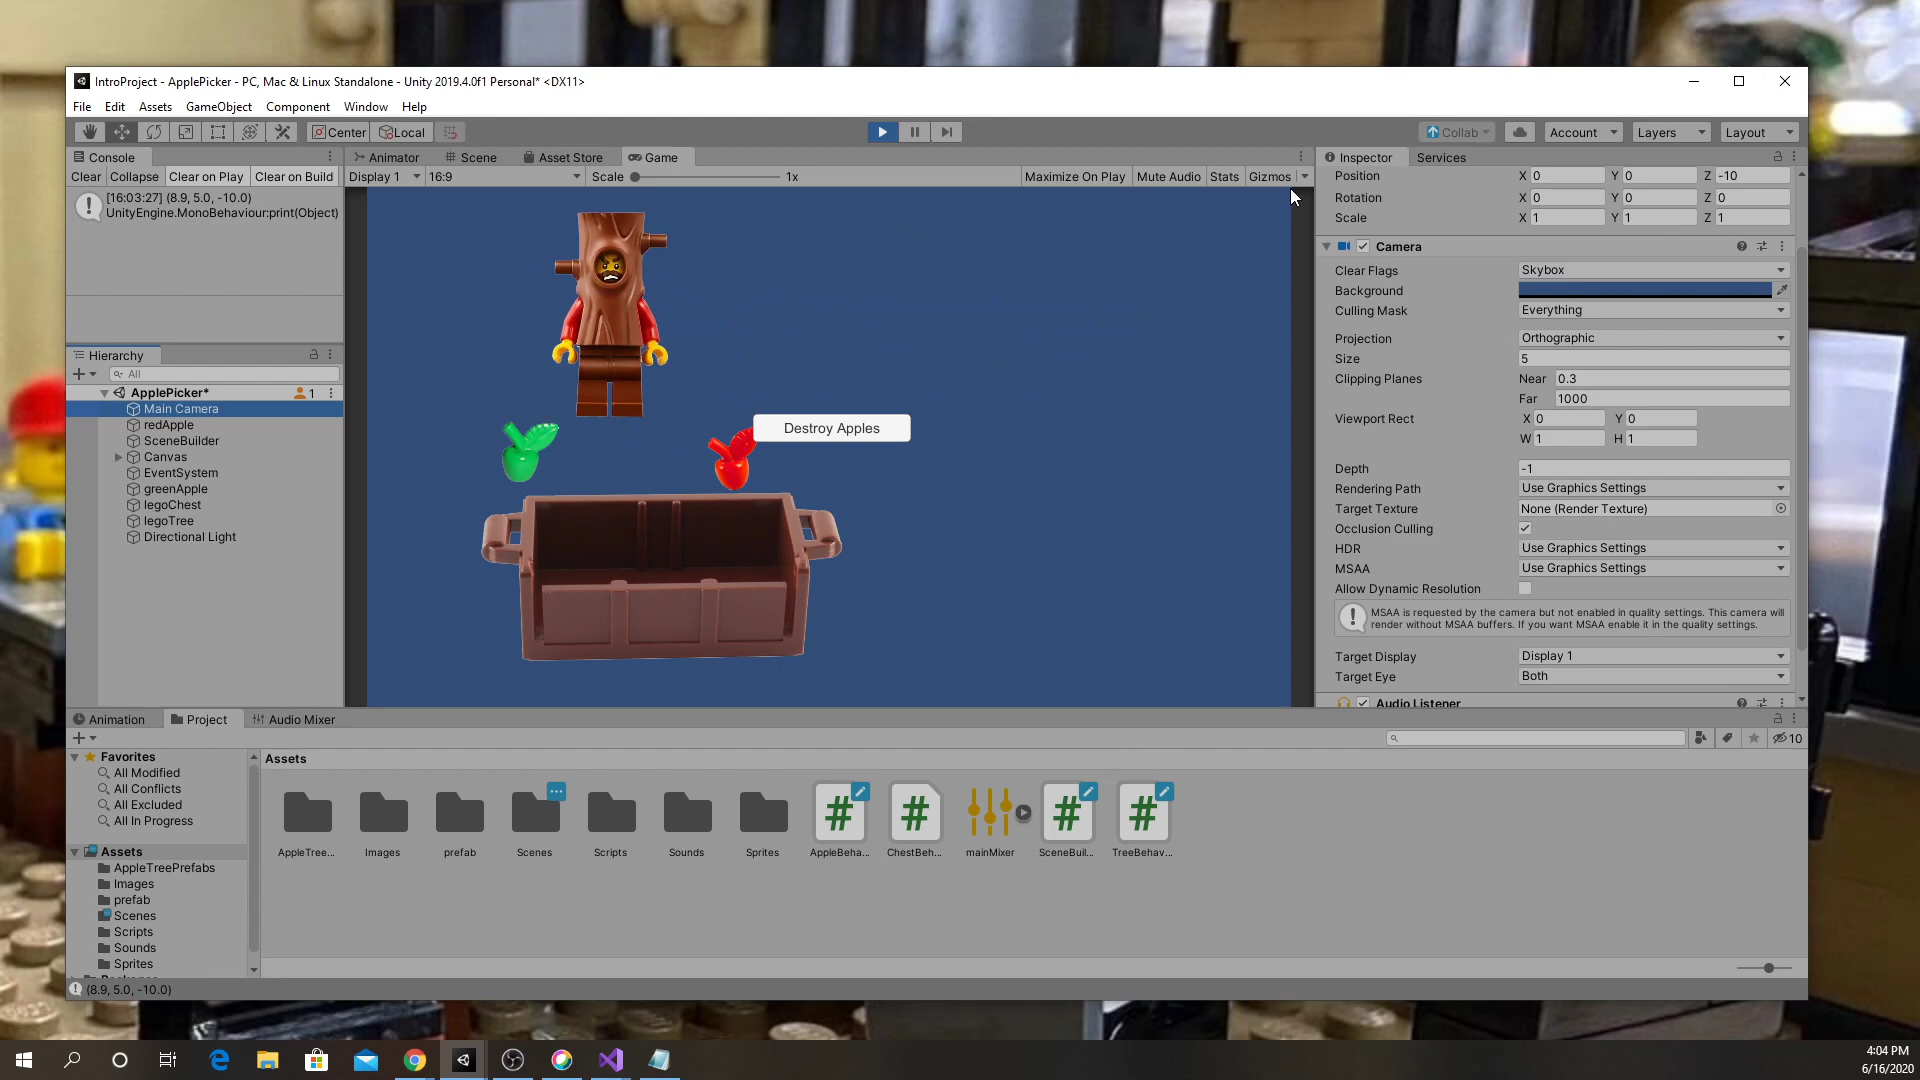 IntroProject - ApplePicker - PC, Mac & Linux Standalone - Unity 2019.4.0f1 Personal* <DX11>
File Edit Assets GameObject Component Window Help
Center Local Collab Account Layers Layout
Console
Clear Collapse Clear on Play Clear on Build
[16:03:27] (8.9, 5.0, -10.0)
UnityEngine.MonoBehaviour:print(Object)
Hierarchy
All
ApplePicker* 1
Main Camera
redApple
SceneBuilder
Canvas
EventSystem
greenApple
legoChest
legoTree
Directional Light
Animator Scene Asset Store Game
Display 1 16:9 Scale 1x Maximize On Play Mute Audio Stats Gizmos
Destroy Apples
Inspector Services
Position X 0 Y 0 Z -10
Rotation X 0 Y 0 Z 0
Scale X 1 Y 1 Z 1
Camera
Clear Flags Skybox
Background
Culling Mask Everything
Projection Orthographic
Size 5
Clipping Planes Near 0.3
Far 1000
Viewport Rect X 0 Y 0
W 1 H 1
Depth -1
Rendering Path Use Graphics Settings
Target Texture None (Render Texture)
Occlusion Culling
HDR Use Graphics Settings
MSAA Use Graphics Settings
Allow Dynamic Resolution
MSAA is requested by the camera but not enabled in quality settings. This camera will
render without MSAA buffers. If you want MSAA enable it in the quality settings.
Target Display Display 1
Target Eye Both
Audio Listener
Animation Project Audio Mixer
10
Favorites
All Modified
All Conflicts
All Excluded
All In Progress
Assets
AppleTreePrefabs
Images
prefab
Scenes
Scripts
Sounds
Sprites
Assets
AppleTree... Images prefab Scenes Scripts Sounds Sprites AppleBeha... ChestBeh... mainMixer SceneBuil... TreeBehav...
(8.9, 5.0, -10.0)
4:04 PM
6/16/2020